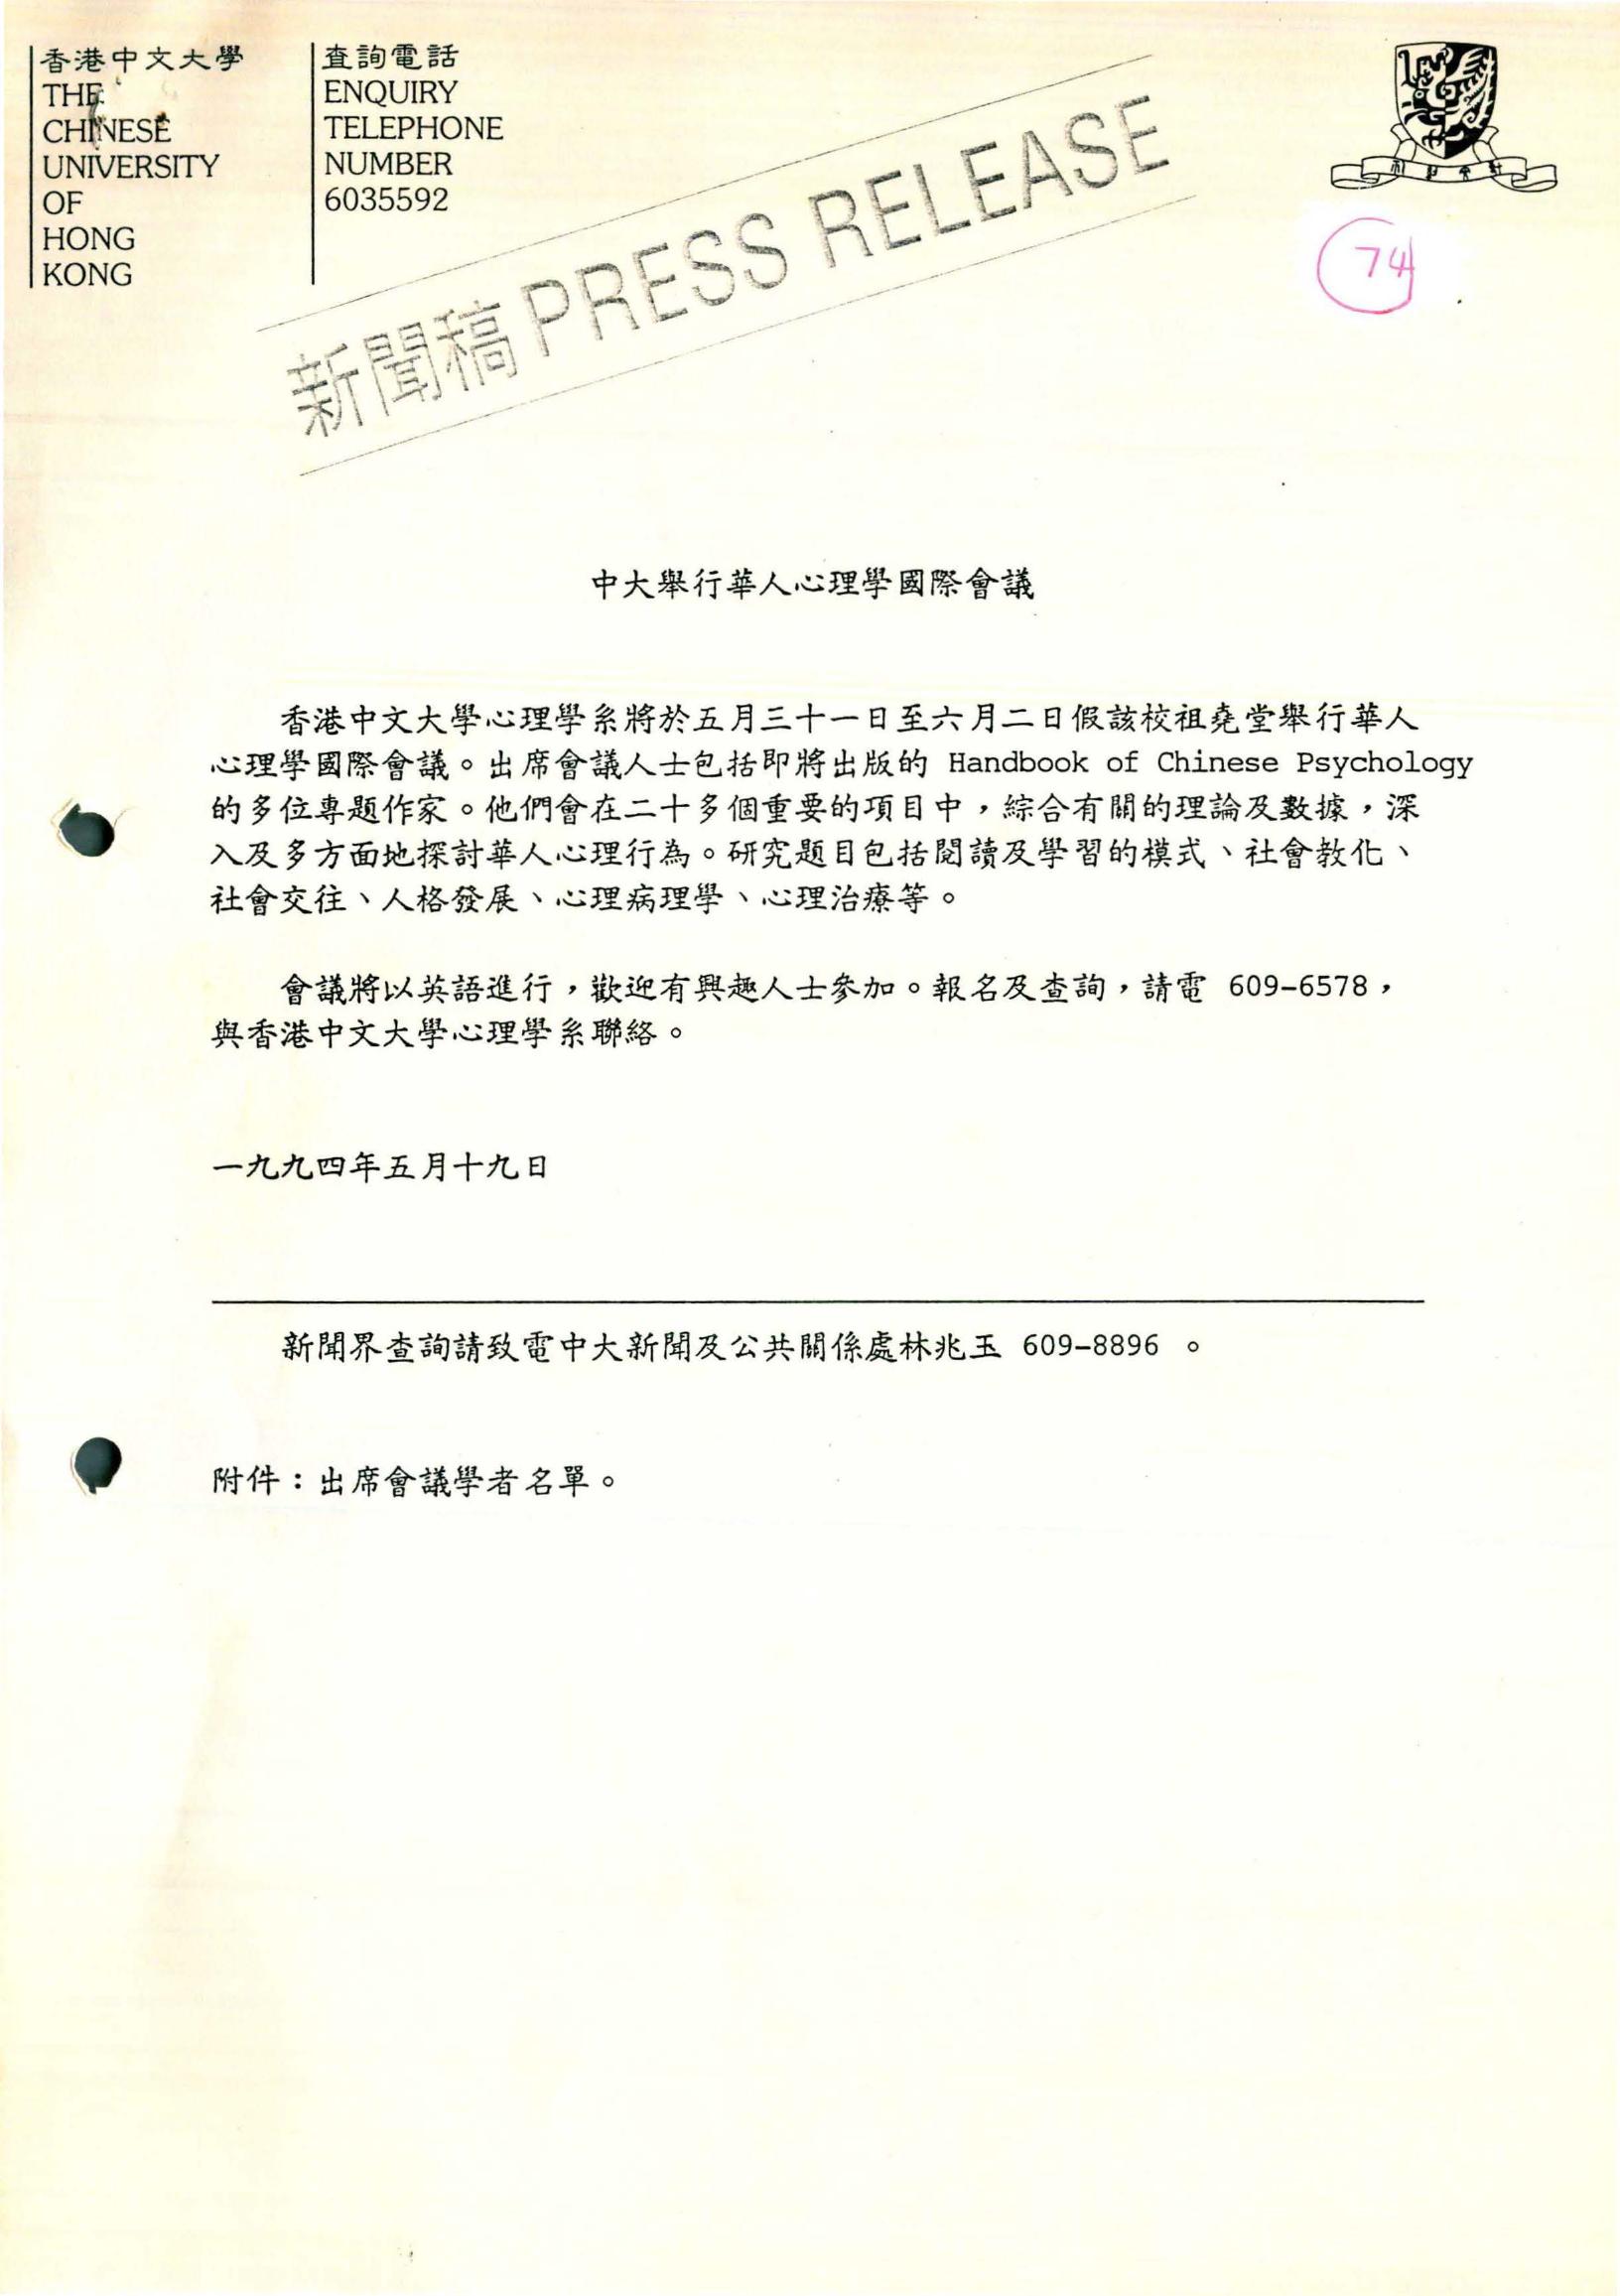 香港中文大學
THE
CHINESE
UNIVERSITY
OF
HONG
KONG
查詢電話
ENQUIRY
TELEPHONE
NUMBER
6035592
新聞稿 PRESS RELEASE
74
中大舉行華人心理學國際會議
香港中文大學心理學系將於五月三十一日至六月二日假該校祖堯堂舉行華人
心理學國際會議。出席會議人士包括即將出版的 Handbook of Chinese Psychology
的多位專題作家。他們會在二十多個重要的項目中，綜合有關的理論及數據，深
入及多方面地探討華人心理行為。研究題目包括閱讀及學習的模式、社會教化、
社會交往、人格發展、心理病理學、心理治療等。
會議將以英語進行，歡迎有興趣人士參加。報名及查詢，請電 609-6578，
與香港中文大學心理學系聯絡。
一九九四年五月十九日
新聞界查詢請致電中大新聞及公共關係處林兆玉 609-8896 。
附件：出席會議學者名單。